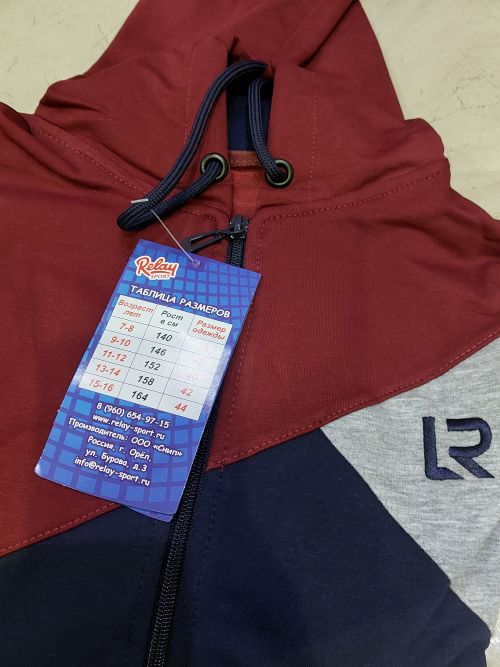 Relay
SPORT
ТАБЛИЦА РАЗМЕРОВ
Возраст Рост Размер
лет в см одежды
7-8 140
9-10 146
11-12 152
13-14 158 42
15-16 164 44
8 (960) 654-97-15
www.relay-sport.ru
Производитель: ООО «Снип»
Россия, г. Орёл,
ул. Бурова, д.3
info@relay-sport.ru
LR